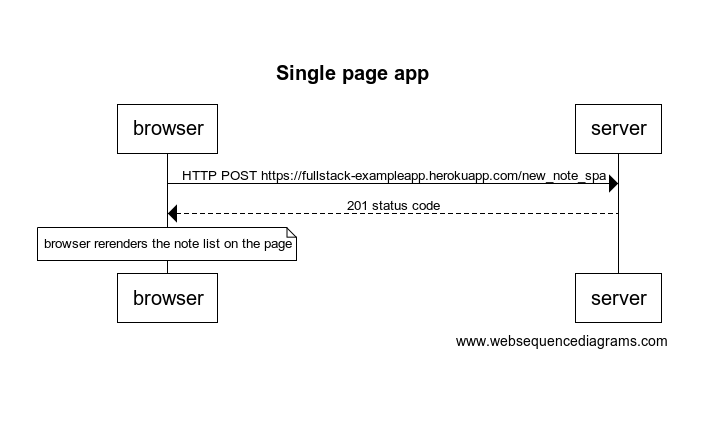 Single page app
browser
server
HTTP POST https://fullstack-exampleapp.herokuapp.com/new_note_spa
201 status code
browser rerenders the note list on the page
browser
server
www.websequencediagrams.com